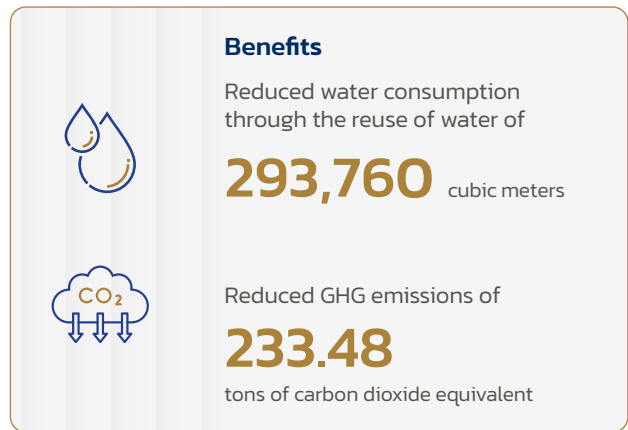 Benefits
Reduced water consumption
through the reuse of water of
293,760 cubic meters
CO₂
Reduced GHG emissions of
233.48
tons of carbon dioxide equivalent